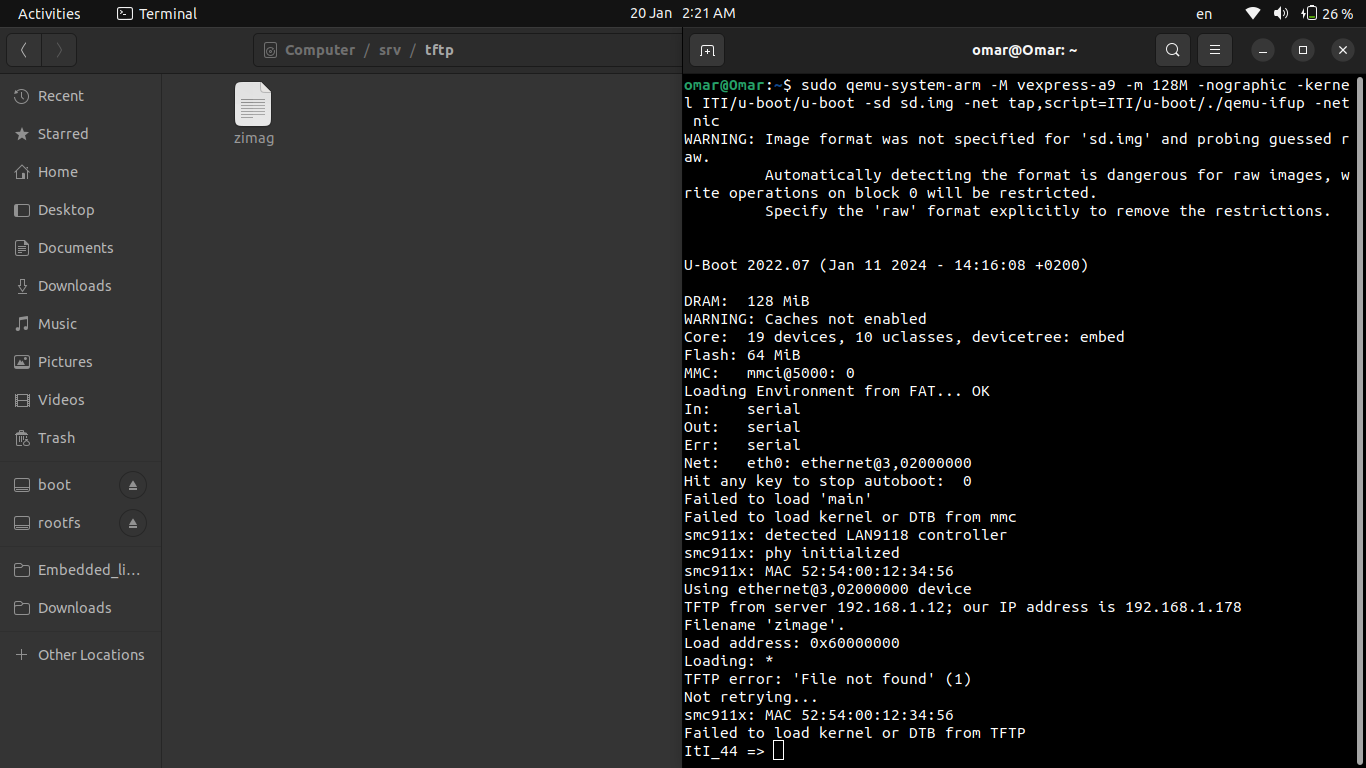 Activities
Terminal
20 Jan 2:21 AM
en
26 %
Computer / srv / tftp
omar@Omar: ~
Recent
Starred
Home
Desktop
Documents
Downloads
Music
Pictures
Videos
Trash
boot
rootfs
Embedded_li...
Downloads
+ Other Locations
zimag
omar@Omar:~$ sudo qemu-system-arm -M vexpress-a9 -m 128M -nographic -kerne
l ITI/u-boot/u-boot -sd sd.img -net tap,script=ITI/u-boot/./qemu-ifup -net
 nic
WARNING: Image format was not specified for 'sd.img' and probing guessed r
aw.
         Automatically detecting the format is dangerous for raw images, w
rite operations on block 0 will be restricted.
         Specify the 'raw' format explicitly to remove the restrictions.
U-Boot 2022.07 (Jan 11 2024 - 14:16:08 +0200)
DRAM:  128 MiB
WARNING: Caches not enabled
Core:  19 devices, 10 uclasses, devicetree: embed
Flash: 64 MiB
MMC:   mmci@5000: 0
Loading Environment from FAT... OK
In:    serial
Out:   serial
Err:   serial
Net:   eth0: ethernet@3,02000000
Hit any key to stop autoboot:  0
Failed to load 'main'
Failed to load kernel or DTB from mmc
smc911x: detected LAN9118 controller
smc911x: phy initialized
smc911x: MAC 52:54:00:12:34:56
Using ethernet@3,02000000 device
TFTP from server 192.168.1.12; our IP address is 192.168.1.178
Filename 'zimage'.
Load address: 0x60000000
Loading: *
TFTP error: 'File not found' (1)
Not retrying...
smc911x: MAC 52:54:00:12:34:56
Failed to load kernel or DTB from TFTP
ItI_44 =>